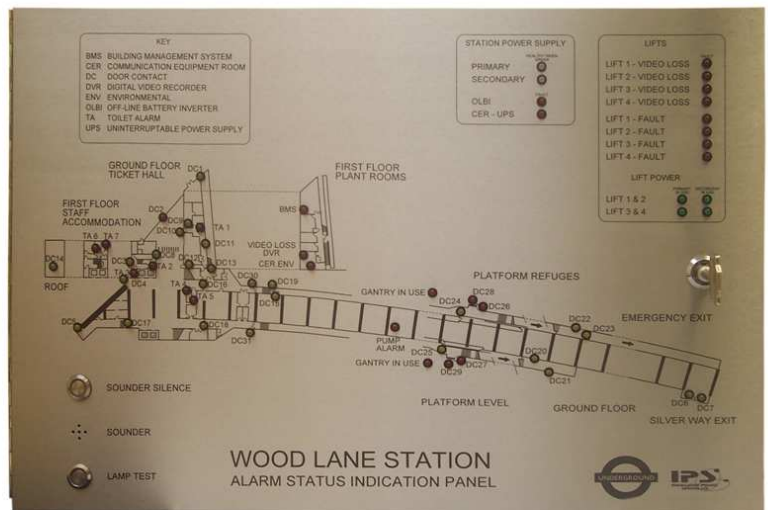 KEY
BMS BUILDING MANAGEMENT SYSTEM
CER COMMUNICATION EQUIPMENT ROOM
DC DOOR CONTACT
DVR DIGITAL VIDEO RECORDER
ENV ENVIRONMENTAL
OLBI OFF-LINE BATTERY INVERTER
TA TOILET ALARM
UPS UNINTERRUPTABLE POWER SUPPLY
STATION POWER SUPPLY
PRIMARY
SECONDARY
OLBI
CER - UPS
LIFTS
LIFT 1 - VIDEO LOSS
LIFT 2 - VIDEO LOSS
LIFT 3 - VIDEO LOSS
LIFT 4 - VIDEO LOSS
LIFT 1 - FAULT
LIFT 2 - FAULT
LIFT 3 - FAULT
LIFT 4 - FAULT
LIFT POWER
LIFT 1 & 2
LIFT 3 & 4
GROUND FLOOR
TICKET HALL
DC1
FIRST FLOOR
PLANT ROOMS
FIRST FLOOR
STAFF
ACCOMMODATION
DC2
DC9
DC10
TA 1
BMS
TA 6 TA 7
DC11
VIDEO LOSS
DVR
CER ENV
DC14
DC3
DC8
TA 2
DC12
DC13
ROOF
DC4
DC16
DC30
DC19
DC15
TA 5
PLATFORM REFUGES
GANTRY IN USE
DC28
DC26
DC24
EMERGENCY EXIT
DC5
DC17
DC18
DC31
PUMP
ALARM
DC22
DC23
DC25
GANTRY IN USE
DC29
DC27
DC20
DC21
PLATFORM LEVEL
GROUND FLOOR
DC6
DC7
SILVER WAY EXIT
SOUNDER SILENCE
SOUNDER
LAMP TEST
WOOD LANE STATION
ALARM STATUS INDICATION PANEL
UNDERGROUND
IPS